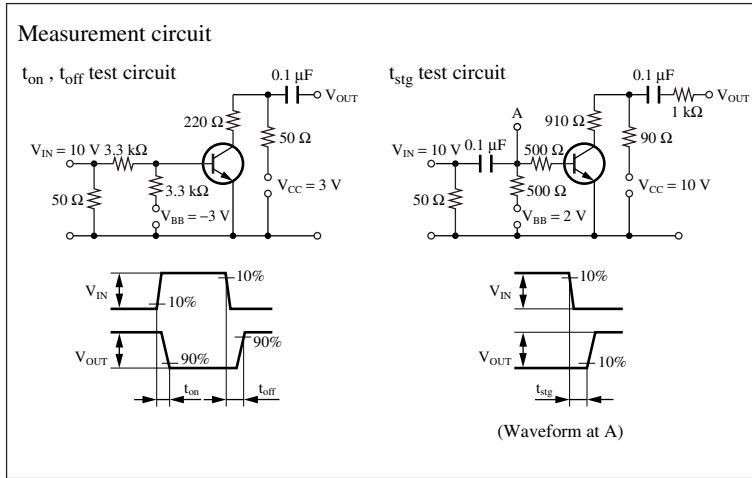 Measurement circuit
t_on , t_off test circuit
0.1 μF
V_OUT
220 Ω
50 Ω
V_IN = 10 V 3.3 kΩ
3.3 kΩ
50 Ω
V_CC = 3 V
V_BB = −3 V
V_IN
10%
10%
V_OUT
90%
90%
t_on
t_off
t_stg test circuit
0.1 μF
V_OUT
1 kΩ
A
910 Ω
90 Ω
V_IN = 10 V
0.1 μF
500 Ω
500 Ω
50 Ω
V_CC = 10 V
V_BB = 2 V
V_IN
10%
V_OUT
10%
t_stg
(Waveform at A)